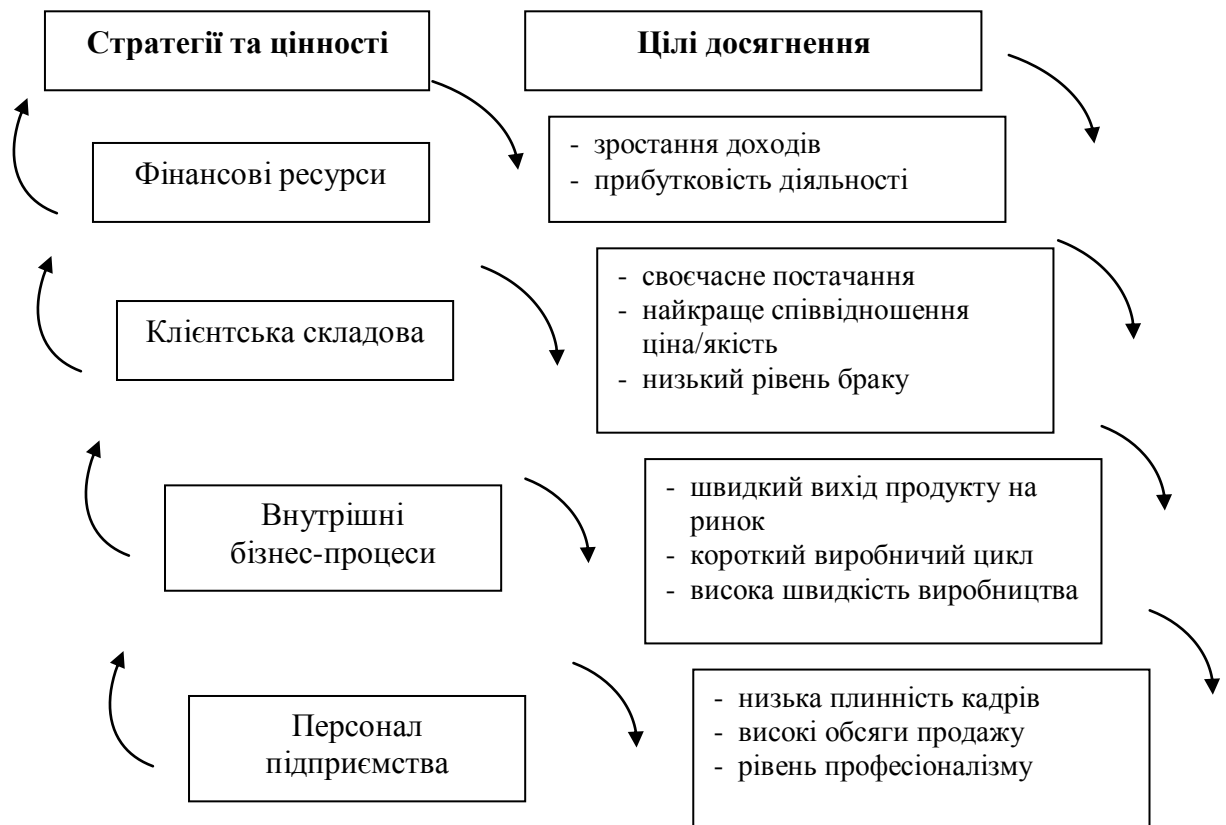 Стратегії та цінності
Цілі досягнення
Фінансові ресурси
- зростання доходів
- прибутковість діяльності
Клієнтська складова
- своєчасне постачання
- найкраще співвідношення
ціна/якість
- низький рівень браку
Внутрішні
бізнес-процеси
- швидкий вихід продукту на
ринок
- короткий виробничий цикл
- висока швидкість виробництва
Персонал
підприємства
- низька плинність кадрів
- високі обсяги продажу
- рівень професіоналізму